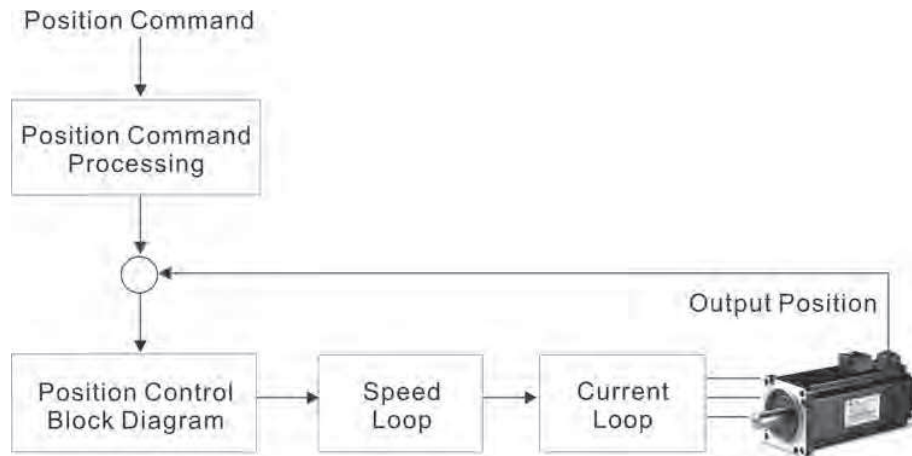 Position Command
Position Command
Processing
Output Position
Position Control
Block Diagram
Speed
Loop
Current
Loop